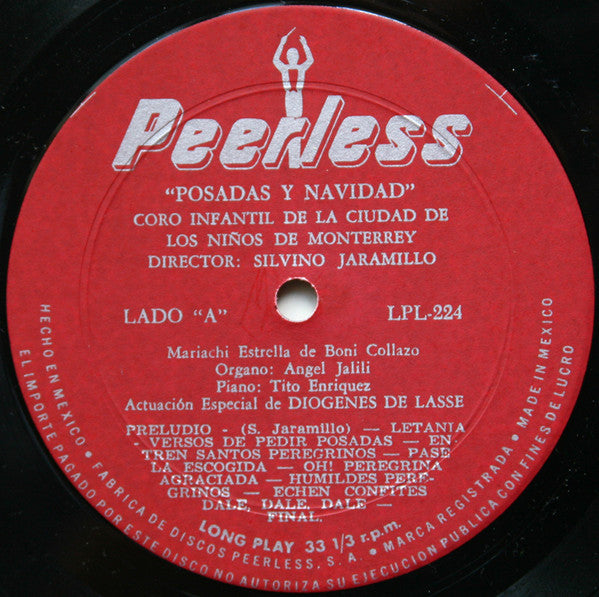 Peerless
"POSADAS Y NAVIDAD"
CORO INFANTIL DE LA CIUDAD DE
LOS NIÑOS DE MONTERREY
DIRECTOR: SILVINO JARAMILLO
LADO "A"
LPL-224
Mariachi Estrella de Boni Collazo
Organo: Angel Jalili
Piano: Tito Enriquez
Actuación Especial de DIOGENES DE LASSE
PRELUDIO - (S. Jaramillo) — LETANIA
VERSOS DE PEDIR POSADAS — EN-
TREN SANTOS PEREGRINOS — PASE
LA ESCOGIDA — OH! PEREGRINA
AGRACIADA — HUMILDES PERE-
GRINOS — ECHEN CONFITES
DALE, DALE, DALE —
FINAL.
LONG PLAY 33 1/3 r.p.m.
HECHO EN MEXICO • FABRICA DE DISCOS PEERLESS, S. A. • MARCA REGISTRADA • MADE IN MEXICO
EL IMPORTE PAGADO POR ESTE DISCO NO AUTORIZA SU EJECUCION PUBLICA CON FINES DE LUCRO